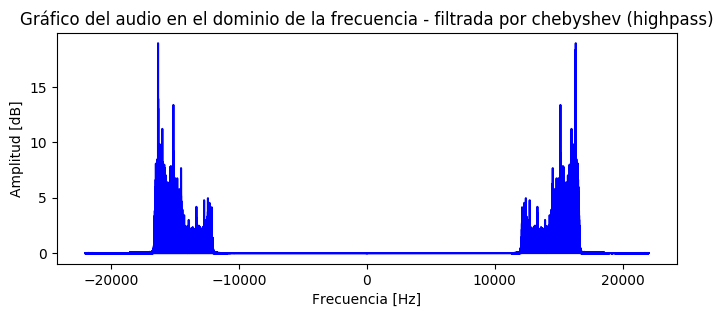 Gráfico del audio en el dominio de la frecuencia - filtrada por chebyshev (highpass)
Amplitud [dB]
15
10
5
0
−20000 −10000 0 10000 20000
Frecuencia [Hz]